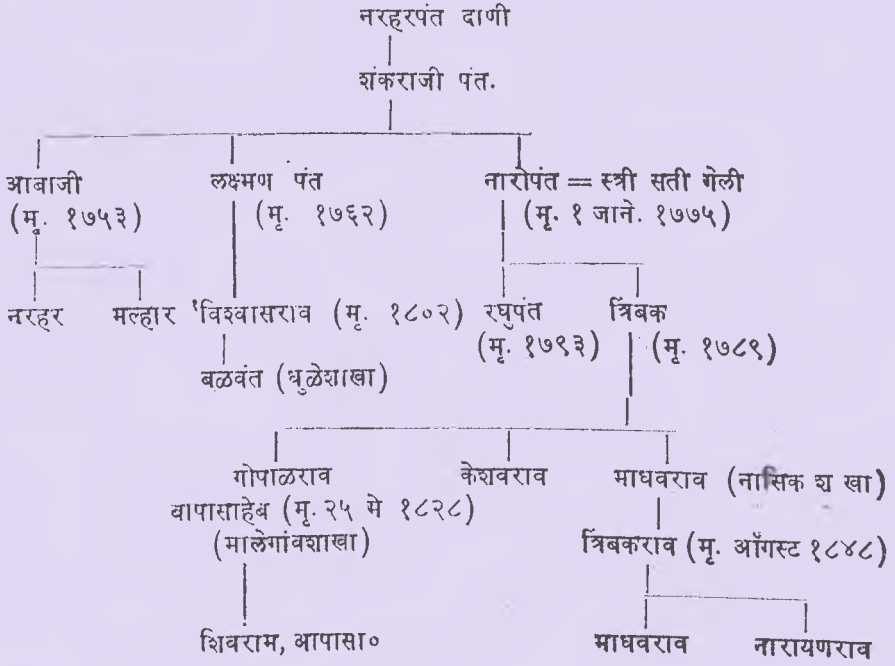 नरहरपंत दाणी
शंकराजी पंत.
आबाजी लक्ष्मण पंत नारोपंत = स्त्री सती गेली
(मृ. १७५३) (मृ. १७६२) (मृ. १ जाने. १७७५)
नरहर मल्हार 'विश्वासराव (मृ. १८०२) रघुपंत त्रिंबक
(मृ. १७९३) (मृ. १७८९)
बळवंत (धुळेशाखा)
गोपाळराव केशवराव माधवराव (नासिक श खा)
बापासाहेब (मृ. २५ मे १८२८)
(मालेगांवशाखा) त्रिंबकराव (मृ. ऑगस्ट १८४८)
शिवराम, आपासा० माधवराव नारायणराव